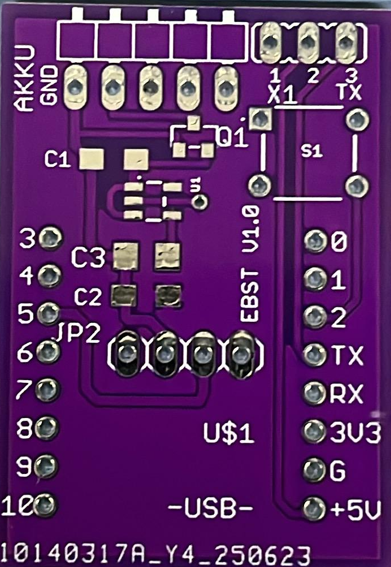 AKKU
GND
1 2 3
X1 TX
Q1
S1
C1
U1
EBST V1.0
C3
C2
3
4
5
JP2
6
7
8
9
10
0
1
2
TX
RX
3V3
G
+5V
U$1
-USB-
10140317A_Y4_250623